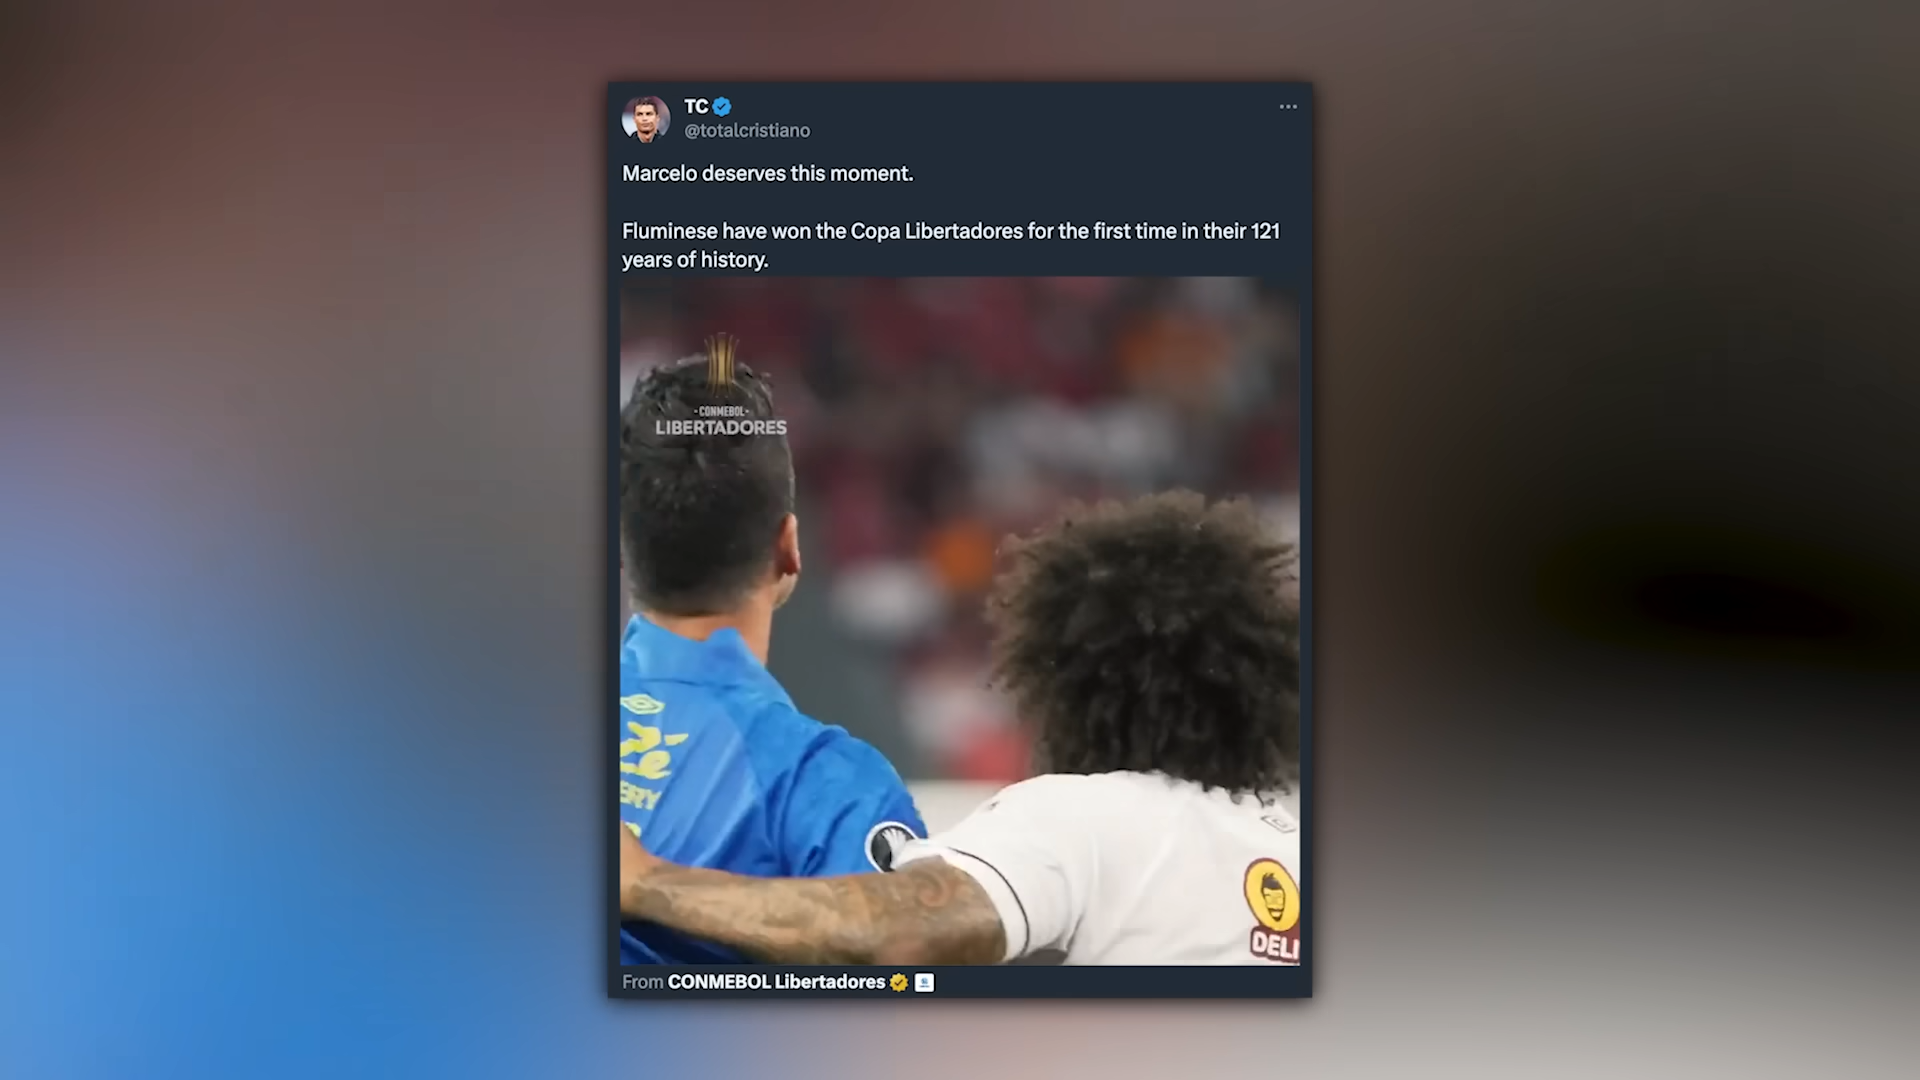 TC
@totalcristiano
Marcelo deserves this moment.
Fluminese have won the Copa Libertadores for the first time in their 121
years of history.
·CONMEBOL·
LIBERTADORES
DELI
From CONMEBOL Libertadores